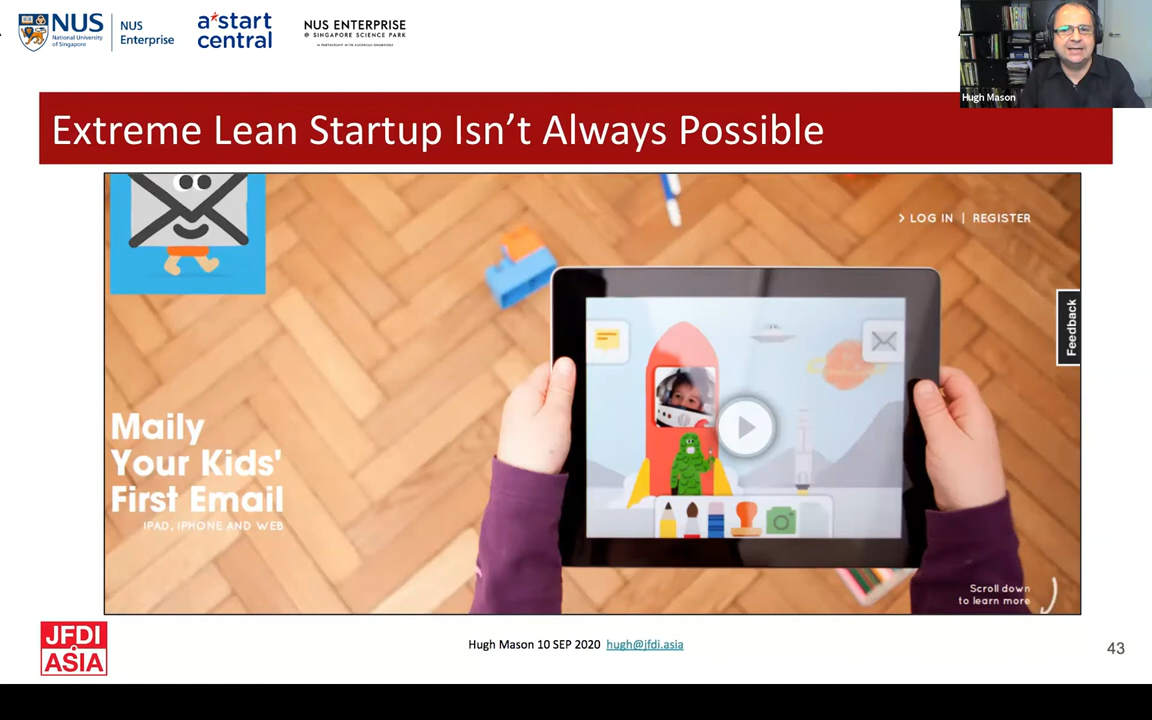 NUS
National University
of Singapore
NUS
Enterprise
a*start
central
NUS ENTERPRISE
@ SINGAPORE SCIENCE PARK
Hugh Mason
Extreme Lean Startup Isn't Always Possible
> LOG IN | REGISTER
Feedback
Maily
Your Kids'
First Email
IPAD, IPHONE AND WEB
Scroll down
to learn more
JFDI
ASIA
Hugh Mason 10 SEP 2020 hugh@jfdi.asia
43